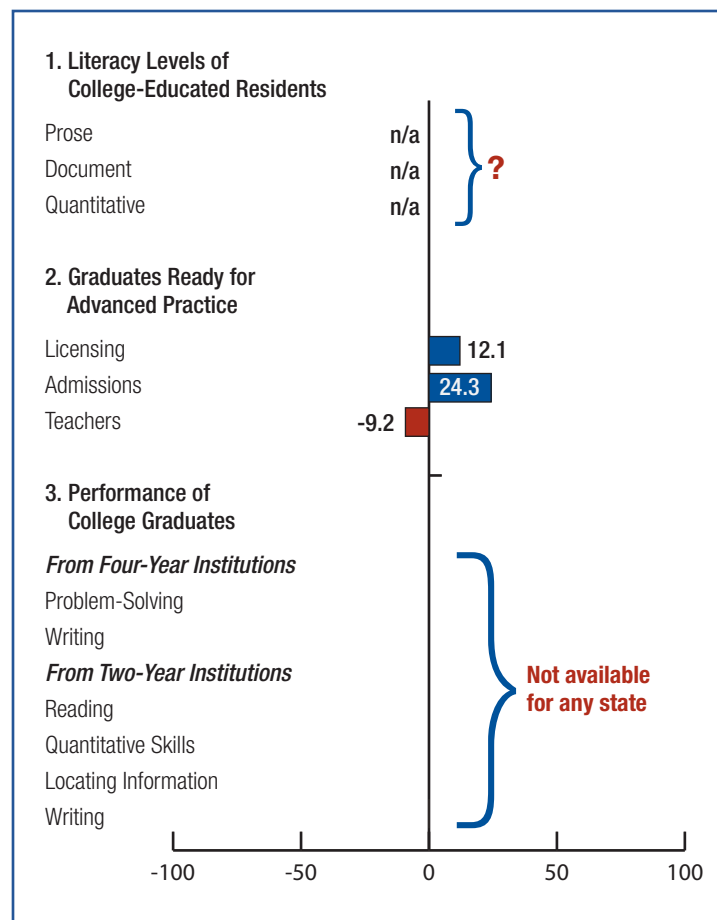 1. Literacy Levels of
College-Educated Residents
Prose n/a
Document n/a
Quantitative n/a
?
2. Graduates Ready for
Advanced Practice
Licensing 12.1
Admissions 24.3
Teachers -9.2
3. Performance of
College Graduates
From Four-Year Institutions
Problem-Solving
Writing
From Two-Year Institutions
Reading
Quantitative Skills
Locating Information
Writing
Not available
for any state
-100 -50 0 50 100